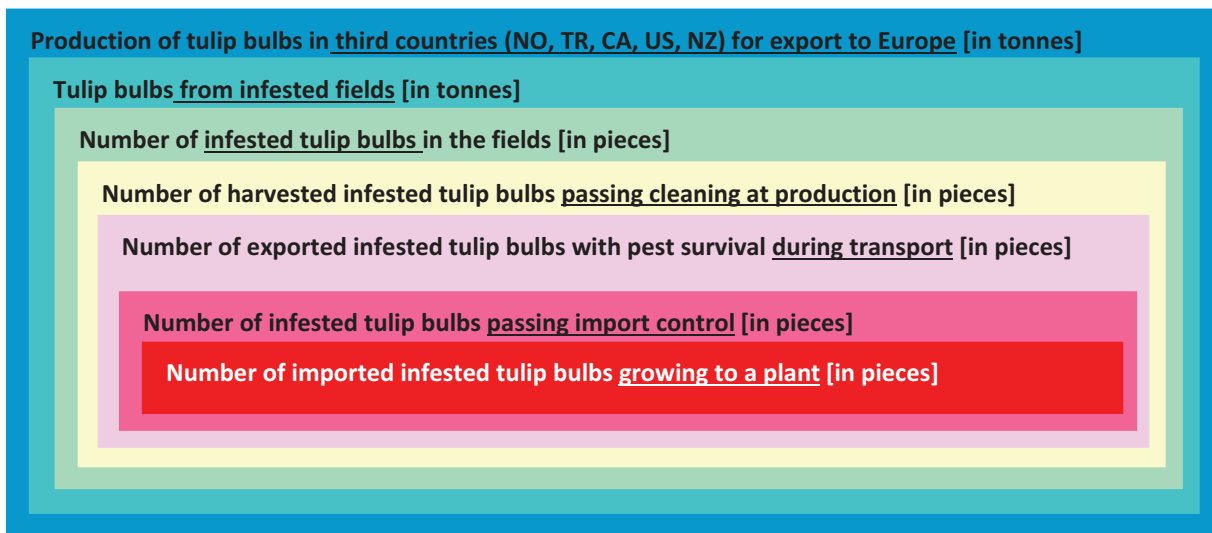 Production of tulip bulbs in third countries (NO, TR, CA, US, NZ) for export to Europe [in tonnes]
Tulip bulbs from infested fields [in tonnes]
Number of infested tulip bulbs in the fields [in pieces]
Number of harvested infested tulip bulbs passing cleaning at production [in pieces]
Number of exported infested tulip bulbs with pest survival during transport [in pieces]
Number of infested tulip bulbs passing import control [in pieces]
Number of imported infested tulip bulbs growing to a plant [in pieces]